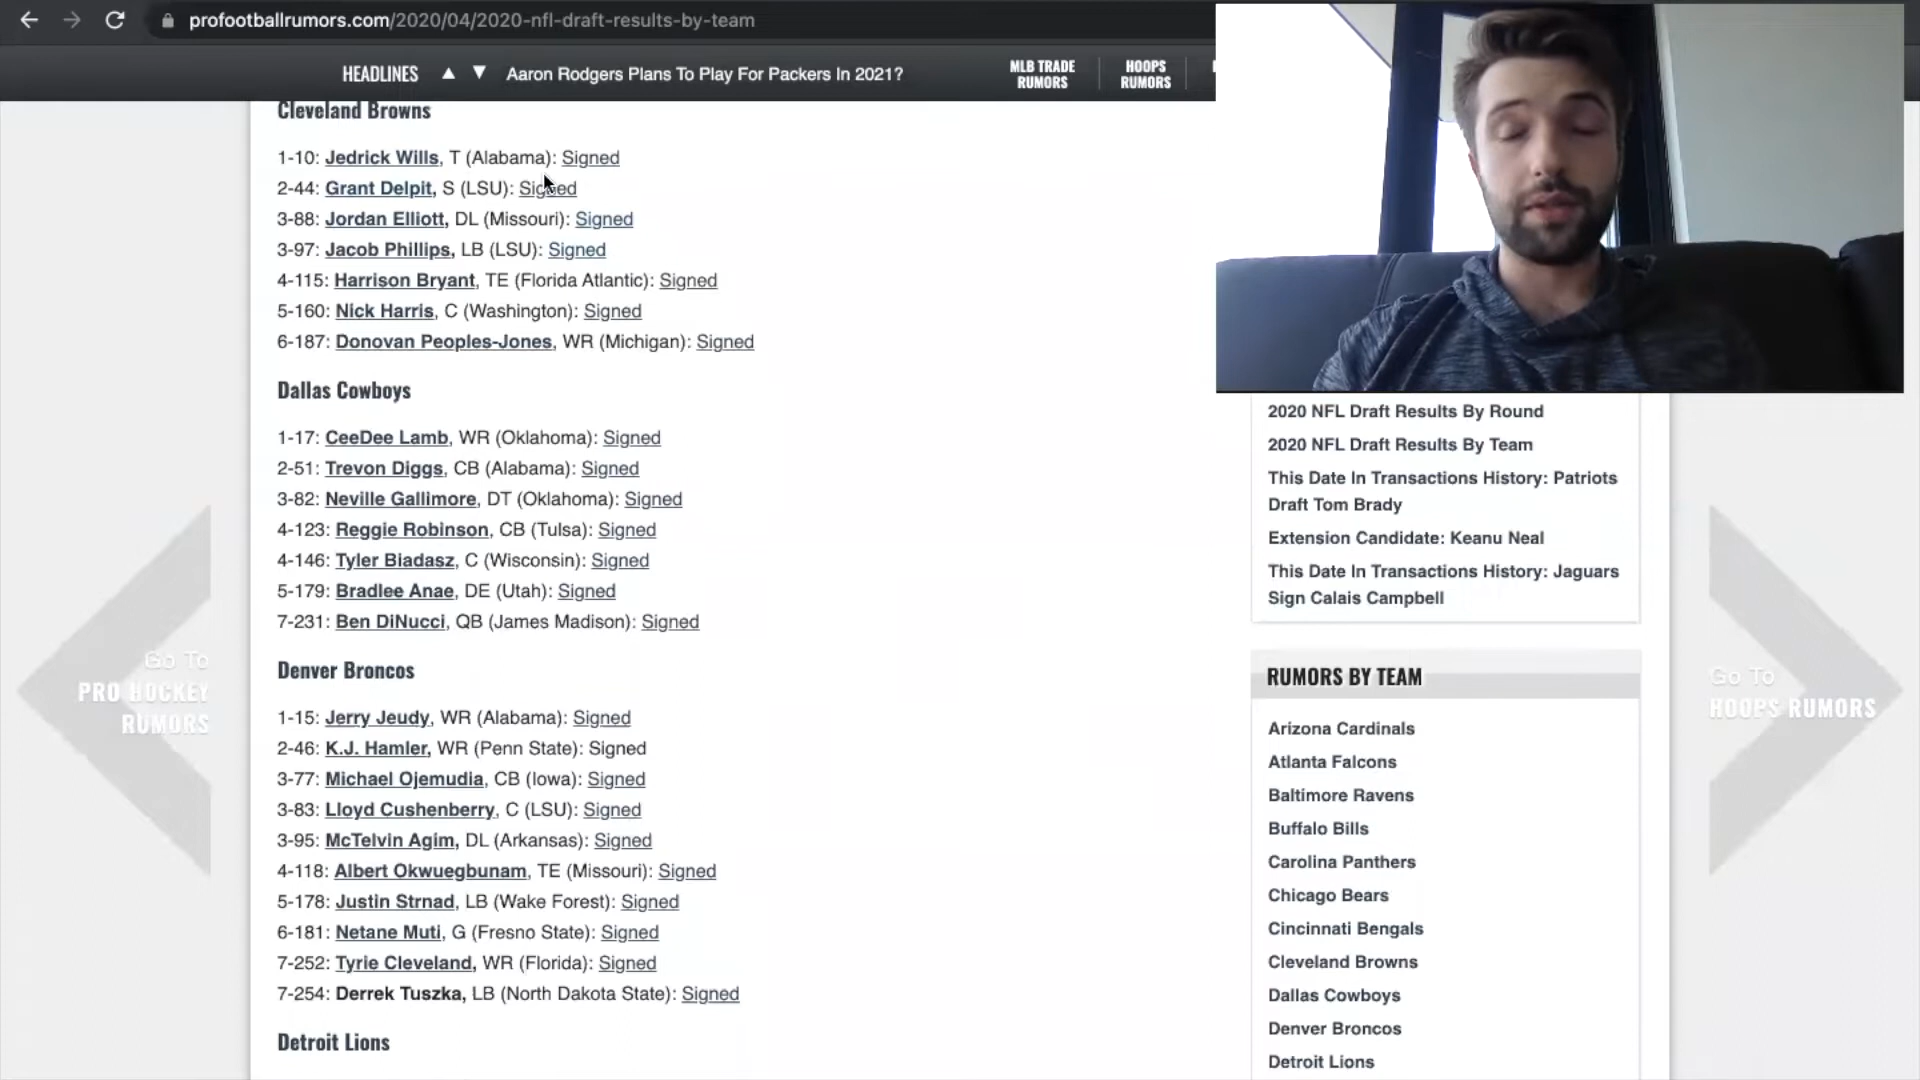 profootballrumors.com/2020/04/2020-nfl-draft-results-by-team
HEADLINES ▲ ▼ Aaron Rodgers Plans To Play For Packers In 2021?
MLB TRADE
RUMORS
HOOPS
RUMORS
Cleveland Browns
1-10: Jedrick Wills, T (Alabama): Signed
2-44: Grant Delpit, S (LSU): Signed
3-88: Jordan Elliott, DL (Missouri): Signed
3-97: Jacob Phillips, LB (LSU): Signed
4-115: Harrison Bryant, TE (Florida Atlantic): Signed
5-160: Nick Harris, C (Washington): Signed
6-187: Donovan Peoples-Jones, WR (Michigan): Signed
Dallas Cowboys
1-17: CeeDee Lamb, WR (Oklahoma): Signed
2-51: Trevon Diggs, CB (Alabama): Signed
3-82: Neville Gallimore, DT (Oklahoma): Signed
4-123: Reggie Robinson, CB (Tulsa): Signed
4-146: Tyler Biadasz, C (Wisconsin): Signed
5-179: Bradlee Anae, DE (Utah): Signed
7-231: Ben DiNucci, QB (James Madison): Signed
Denver Broncos
1-15: Jerry Jeudy, WR (Alabama): Signed
2-46: K.J. Hamler, WR (Penn State): Signed
3-77: Michael Ojemudia, CB (Iowa): Signed
3-83: Lloyd Cushenberry, C (LSU): Signed
3-95: McTelvin Agim, DL (Arkansas): Signed
4-118: Albert Okwuegbunam, TE (Missouri): Signed
5-178: Justin Strnad, LB (Wake Forest): Signed
6-181: Netane Muti, G (Fresno State): Signed
7-252: Tyrie Cleveland, WR (Florida): Signed
7-254: Derrek Tuszka, LB (North Dakota State): Signed
Detroit Lions
Go To
PRO HOCKEY
RUMORS
2020 NFL Draft Results By Round
2020 NFL Draft Results By Team
This Date In Transactions History: Patriots
Draft Tom Brady
Extension Candidate: Keanu Neal
This Date In Transactions History: Jaguars
Sign Calais Campbell
RUMORS BY TEAM
Arizona Cardinals
Atlanta Falcons
Baltimore Ravens
Buffalo Bills
Carolina Panthers
Chicago Bears
Cincinnati Bengals
Cleveland Browns
Dallas Cowboys
Denver Broncos
Detroit Lions
Go To
HOOPS RUMORS